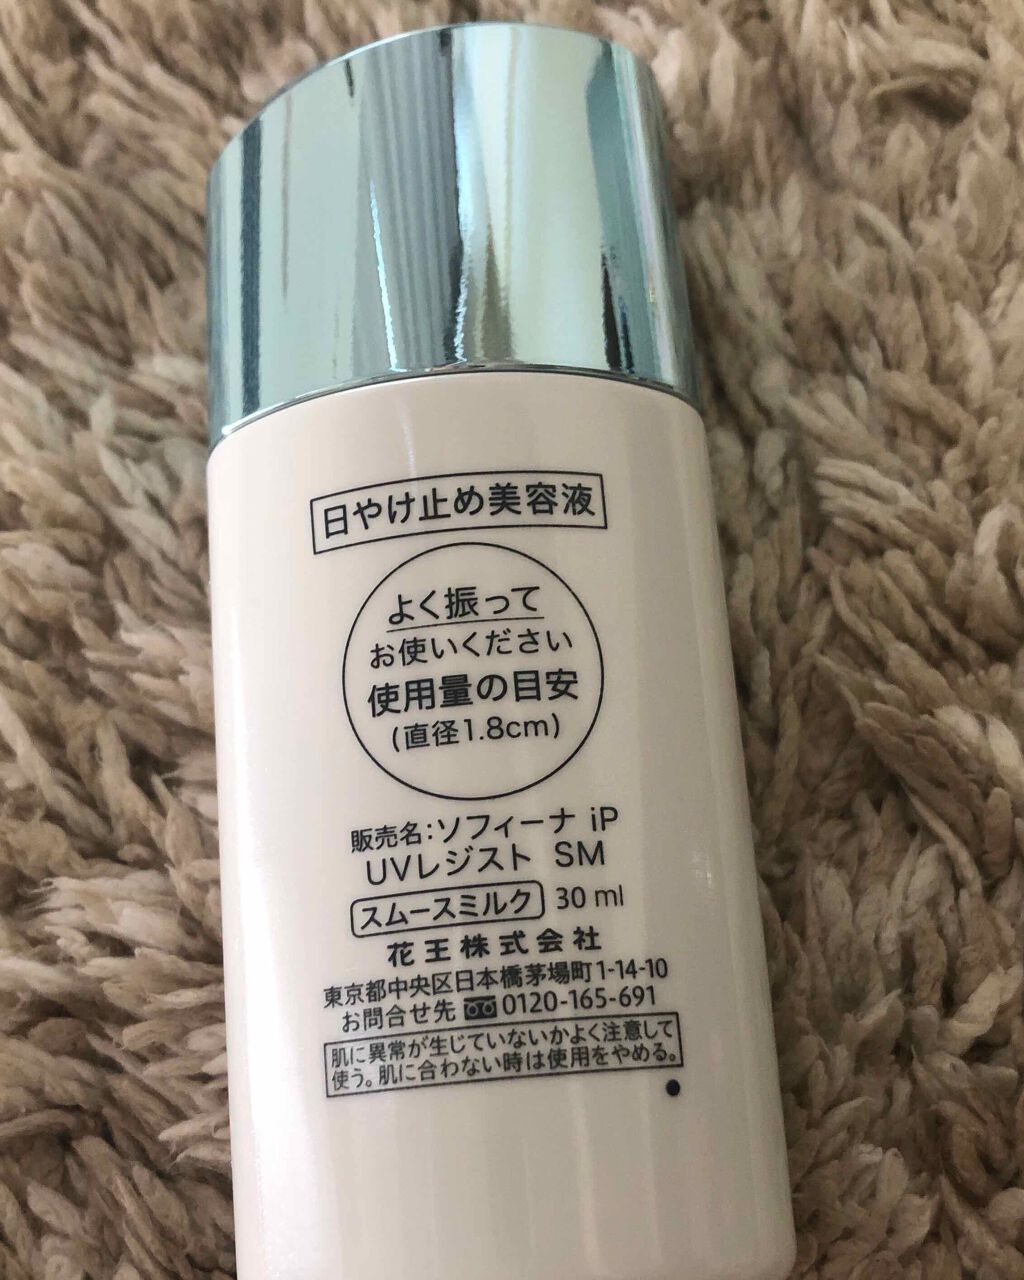 日やけ止め美容液
よく振って
お使いください
使用量の目安
(直径1.8cm)
販売名:ソフィーナ iP
UVレジスト SM
スムースミルク 30 ml
花王株式会社
東京都中央区日本橋茅場町1-14-10
お問合せ先 0120-165-691
肌に異常が生じていないかよく注意して
使う。肌に合わない時は使用をやめる。